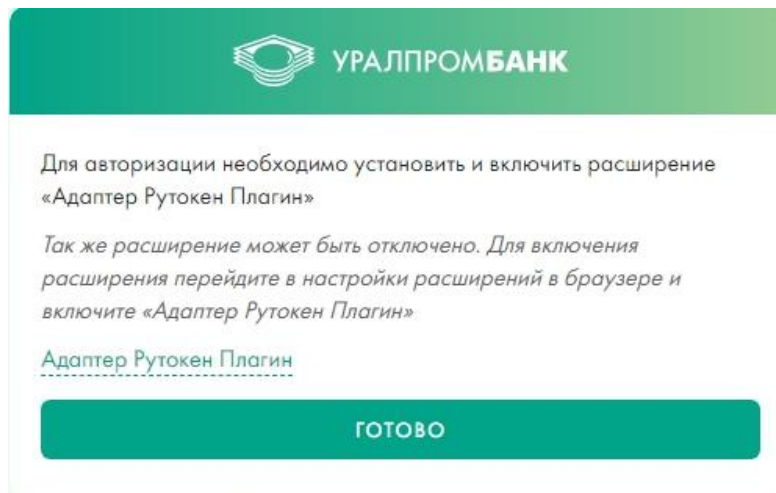 УРАЛПРОМБАНК
Для авторизации необходимо установить и включить расширение
«Адаптер Рутокен Плагин»
Так же расширение может быть отключено. Для включения
расширения перейдите в настройки расширений в браузере и
включите «Адаптер Рутокен Плагин»
Адаптер Рутокен Плагин
ГОТОВО